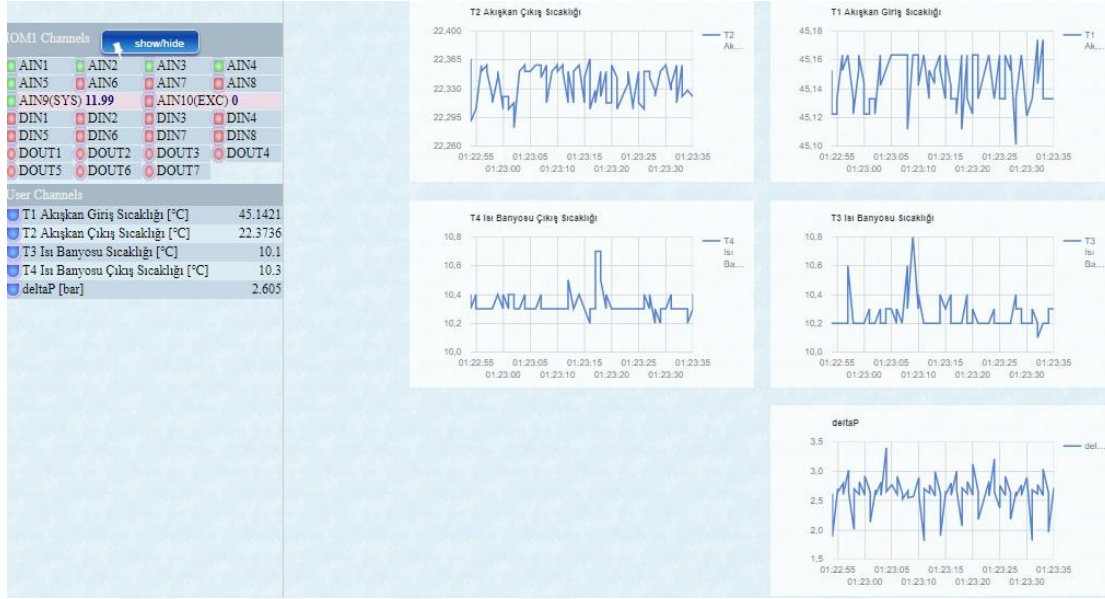 IOM1 Channels
show/hide
AIN1 AIN2 AIN3 AIN4
AIN5 AIN6 AIN7 AIN8
AIN9(SYS) 11.99 AIN10(EXC) 0
DIN1 DIN2 DIN3 DIN4
DIN5 DIN6 DIN7 DIN8
DOUT1 DOUT2 DOUT3 DOUT4
DOUT5 DOUT6 DOUT7
User Channels
T1 Akışkan Giriş Sıcaklığı [°C] 45.1421
T2 Akışkan Çıkış Sıcaklığı [°C] 22.3736
T3 Isı Banyosu Sıcaklığı [°C] 10.1
T4 Isı Banyosu Çıkış Sıcaklığı [°C] 10.3
deltaP [bar] 2.605
T2 Akışkan Çıkış Sıcaklığı
22,400
22,365
22,330
22,295
22,260
01:22:55 01:23:05 01:23:15 01:23:25 01:23:35
01:23:00 01:23:10 01:23:20 01:23:30
T2
Ak...
T1 Akışkan Giriş Sıcaklığı
45,18
45,16
45,14
45,12
45,10
01:22:55 01:23:05 01:23:15 01:23:25 01:23:35
01:23:00 01:23:10 01:23:20 01:23:30
T1
Ak...
T4 Isı Banyosu Çıkış Sıcaklığı
10,8
10,6
10,4
10,2
10,0
01:22:55 01:23:05 01:23:15 01:23:25 01:23:35
01:23:00 01:23:10 01:23:20 01:23:30
T4
Isı
Ba...
T3 Isı Banyosu Sıcaklığı
10,8
10,6
10,4
10,2
10,0
01:22:55 01:23:05 01:23:15 01:23:25 01:23:35
01:23:00 01:23:10 01:23:20 01:23:30
T3
Isı
Ba...
deltaP
3,5
3,0
2,5
2,0
1,5
01:22:55 01:23:05 01:23:15 01:23:25 01:23:35
01:23:00 01:23:10 01:23:20 01:23:30
del...